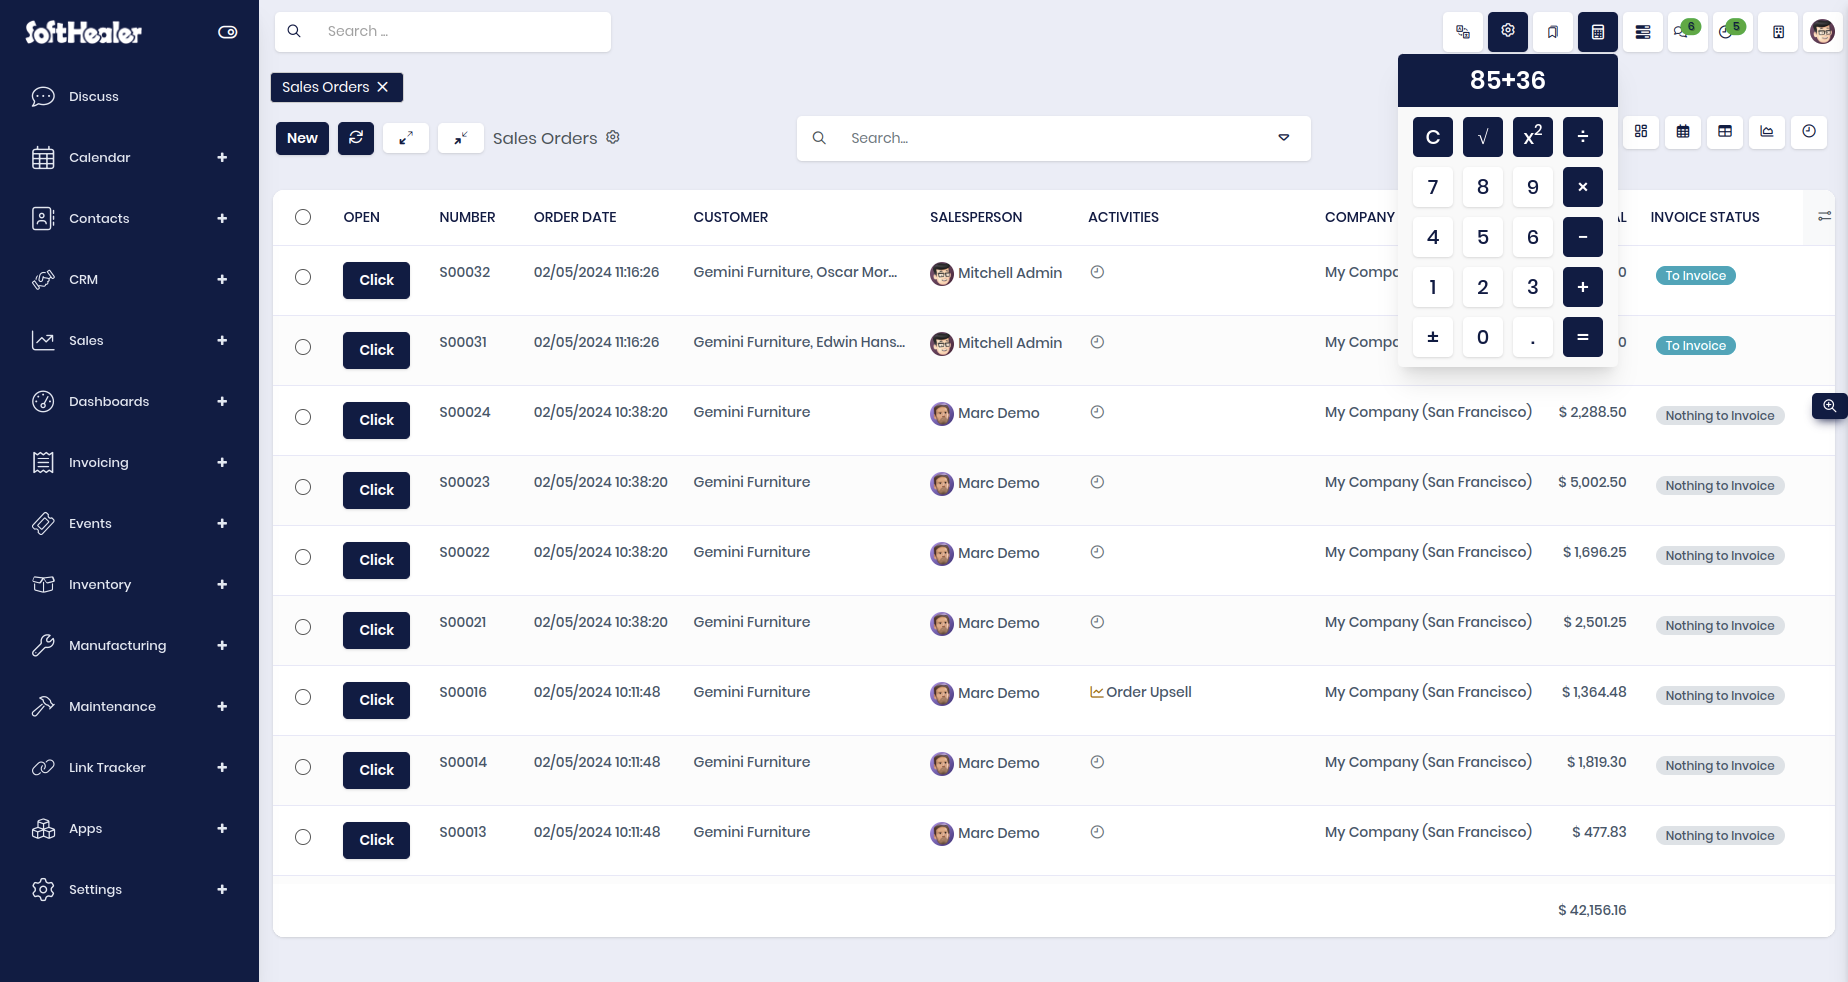 SoftHealer
Search ...
6
5
Discuss
Calendar
Contacts
CRM
Sales
Dashboards
Invoicing
Events
Inventory
Manufacturing
Maintenance
Link Tracker
Apps
Settings
Sales Orders
New
Sales Orders
Search...
85+36
C √ x² ÷
7 8 9 ×
4 5 6 -
1 2 3 +
± 0 . =
OPEN NUMBER ORDER DATE CUSTOMER SALESPERSON ACTIVITIES COMPANY AL INVOICE STATUS
Click S00032 02/05/2024 11:16:26 Gemini Furniture, Oscar Mor... Mitchell Admin My Compa 0 To Invoice
Click S00031 02/05/2024 11:16:26 Gemini Furniture, Edwin Hans... Mitchell Admin My Compa 0 To Invoice
Click S00024 02/05/2024 10:38:20 Gemini Furniture Marc Demo My Company (San Francisco) $ 2,288.50 Nothing to Invoice
Click S00023 02/05/2024 10:38:20 Gemini Furniture Marc Demo My Company (San Francisco) $ 5,002.50 Nothing to Invoice
Click S00022 02/05/2024 10:38:20 Gemini Furniture Marc Demo My Company (San Francisco) $ 1,696.25 Nothing to Invoice
Click S00021 02/05/2024 10:38:20 Gemini Furniture Marc Demo My Company (San Francisco) $ 2,501.25 Nothing to Invoice
Click S00016 02/05/2024 10:11:48 Gemini Furniture Marc Demo Order Upsell My Company (San Francisco) $ 1,364.48 Nothing to Invoice
Click S00014 02/05/2024 10:11:48 Gemini Furniture Marc Demo My Company (San Francisco) $ 1,819.30 Nothing to Invoice
Click S00013 02/05/2024 10:11:48 Gemini Furniture Marc Demo My Company (San Francisco) $ 477.83 Nothing to Invoice
$ 42,156.16